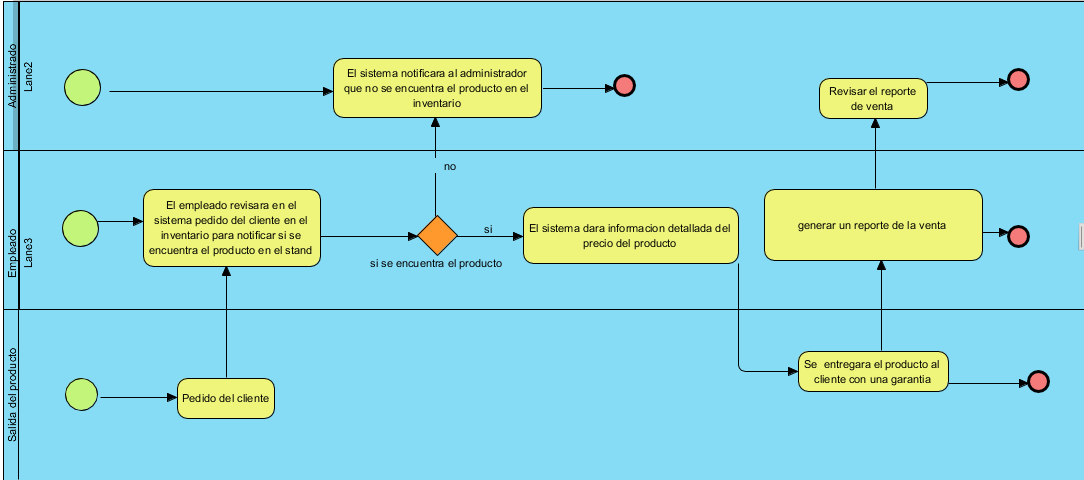 Administrado
Lane2
El sistema notificara al administrador
que no se encuentra el producto en el
inventario
Revisar el reporte
de venta
no
Empleado
Lane3
El empleado revisara en el
sistema pedido del cliente en el
inventario para notificar si se
encuentra el producto en el stand
si se encuentra el producto
si
El sistema dara informacion detallada del
precio del producto
generar un reporte de la venta
Salida del producto
Pedido del cliente
Se entregara el producto al
cliente con una garantia